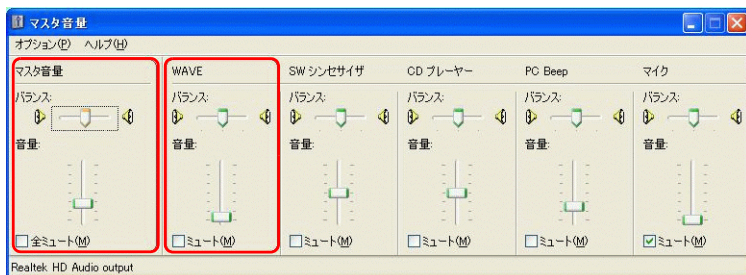 マスタ音量
オプション(P) ヘルプ(H)
マスタ音量
バランス:
音量:
全ミュート(M)
WAVE
バランス:
音量:
ミュート(M)
SW シンセサイザ
バランス:
音量:
ミュート(M)
CD プレーヤー
バランス:
音量:
ミュート(M)
PC Beep
バランス:
音量:
ミュート(M)
マイク
バランス:
音量:
ミュート(M)
Realtek HD Audio output